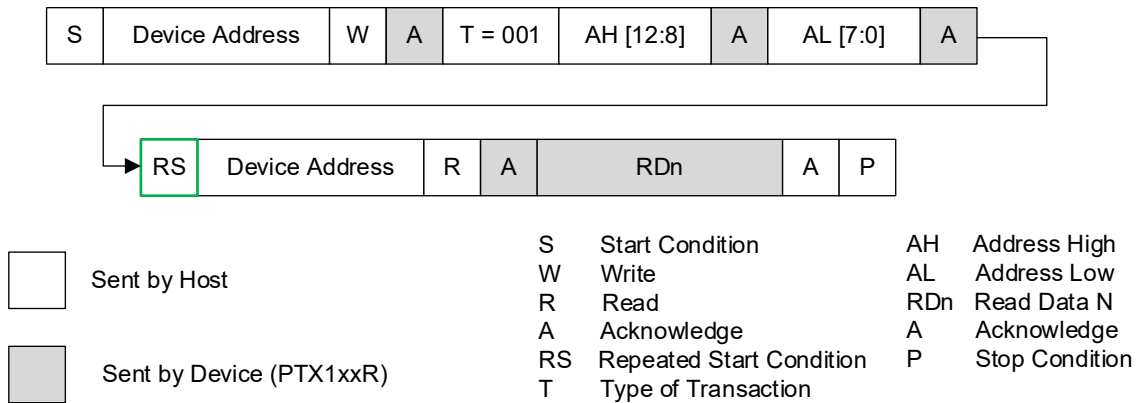 S Device Address W A T = 001 AH [12:8] A AL [7:0] A
RS Device Address R A RDn A P
Sent by Host
Sent by Device (PTX1xxR)
S Start Condition
W Write
R Read
A Acknowledge
RS Repeated Start Condition
T Type of Transaction
AH Address High
AL Address Low
RDn Read Data N
A Acknowledge
P Stop Condition